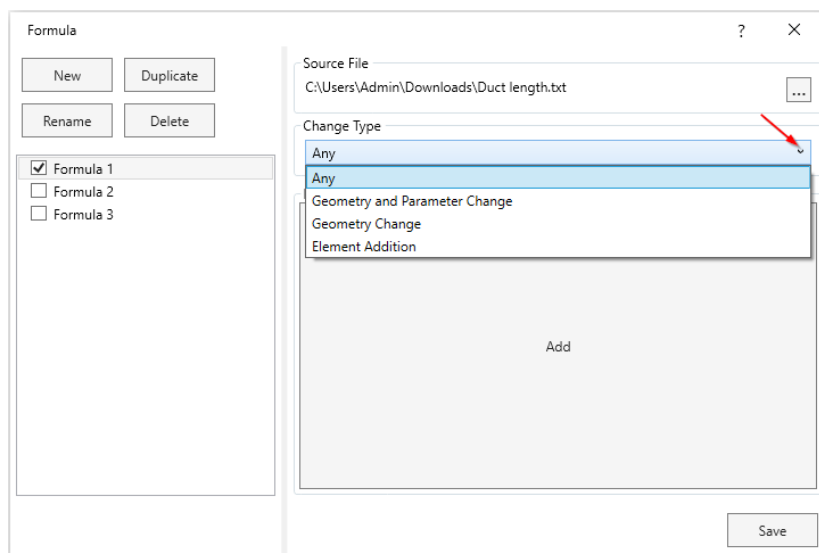 Formula
?
New
Duplicate
Rename
Delete
Formula 1
Formula 2
Formula 3
Source File
C:\Users\Admin\Downloads\Duct length.txt
...
Change Type
Any
Any
Geometry and Parameter Change
Geometry Change
Element Addition
Add
Save